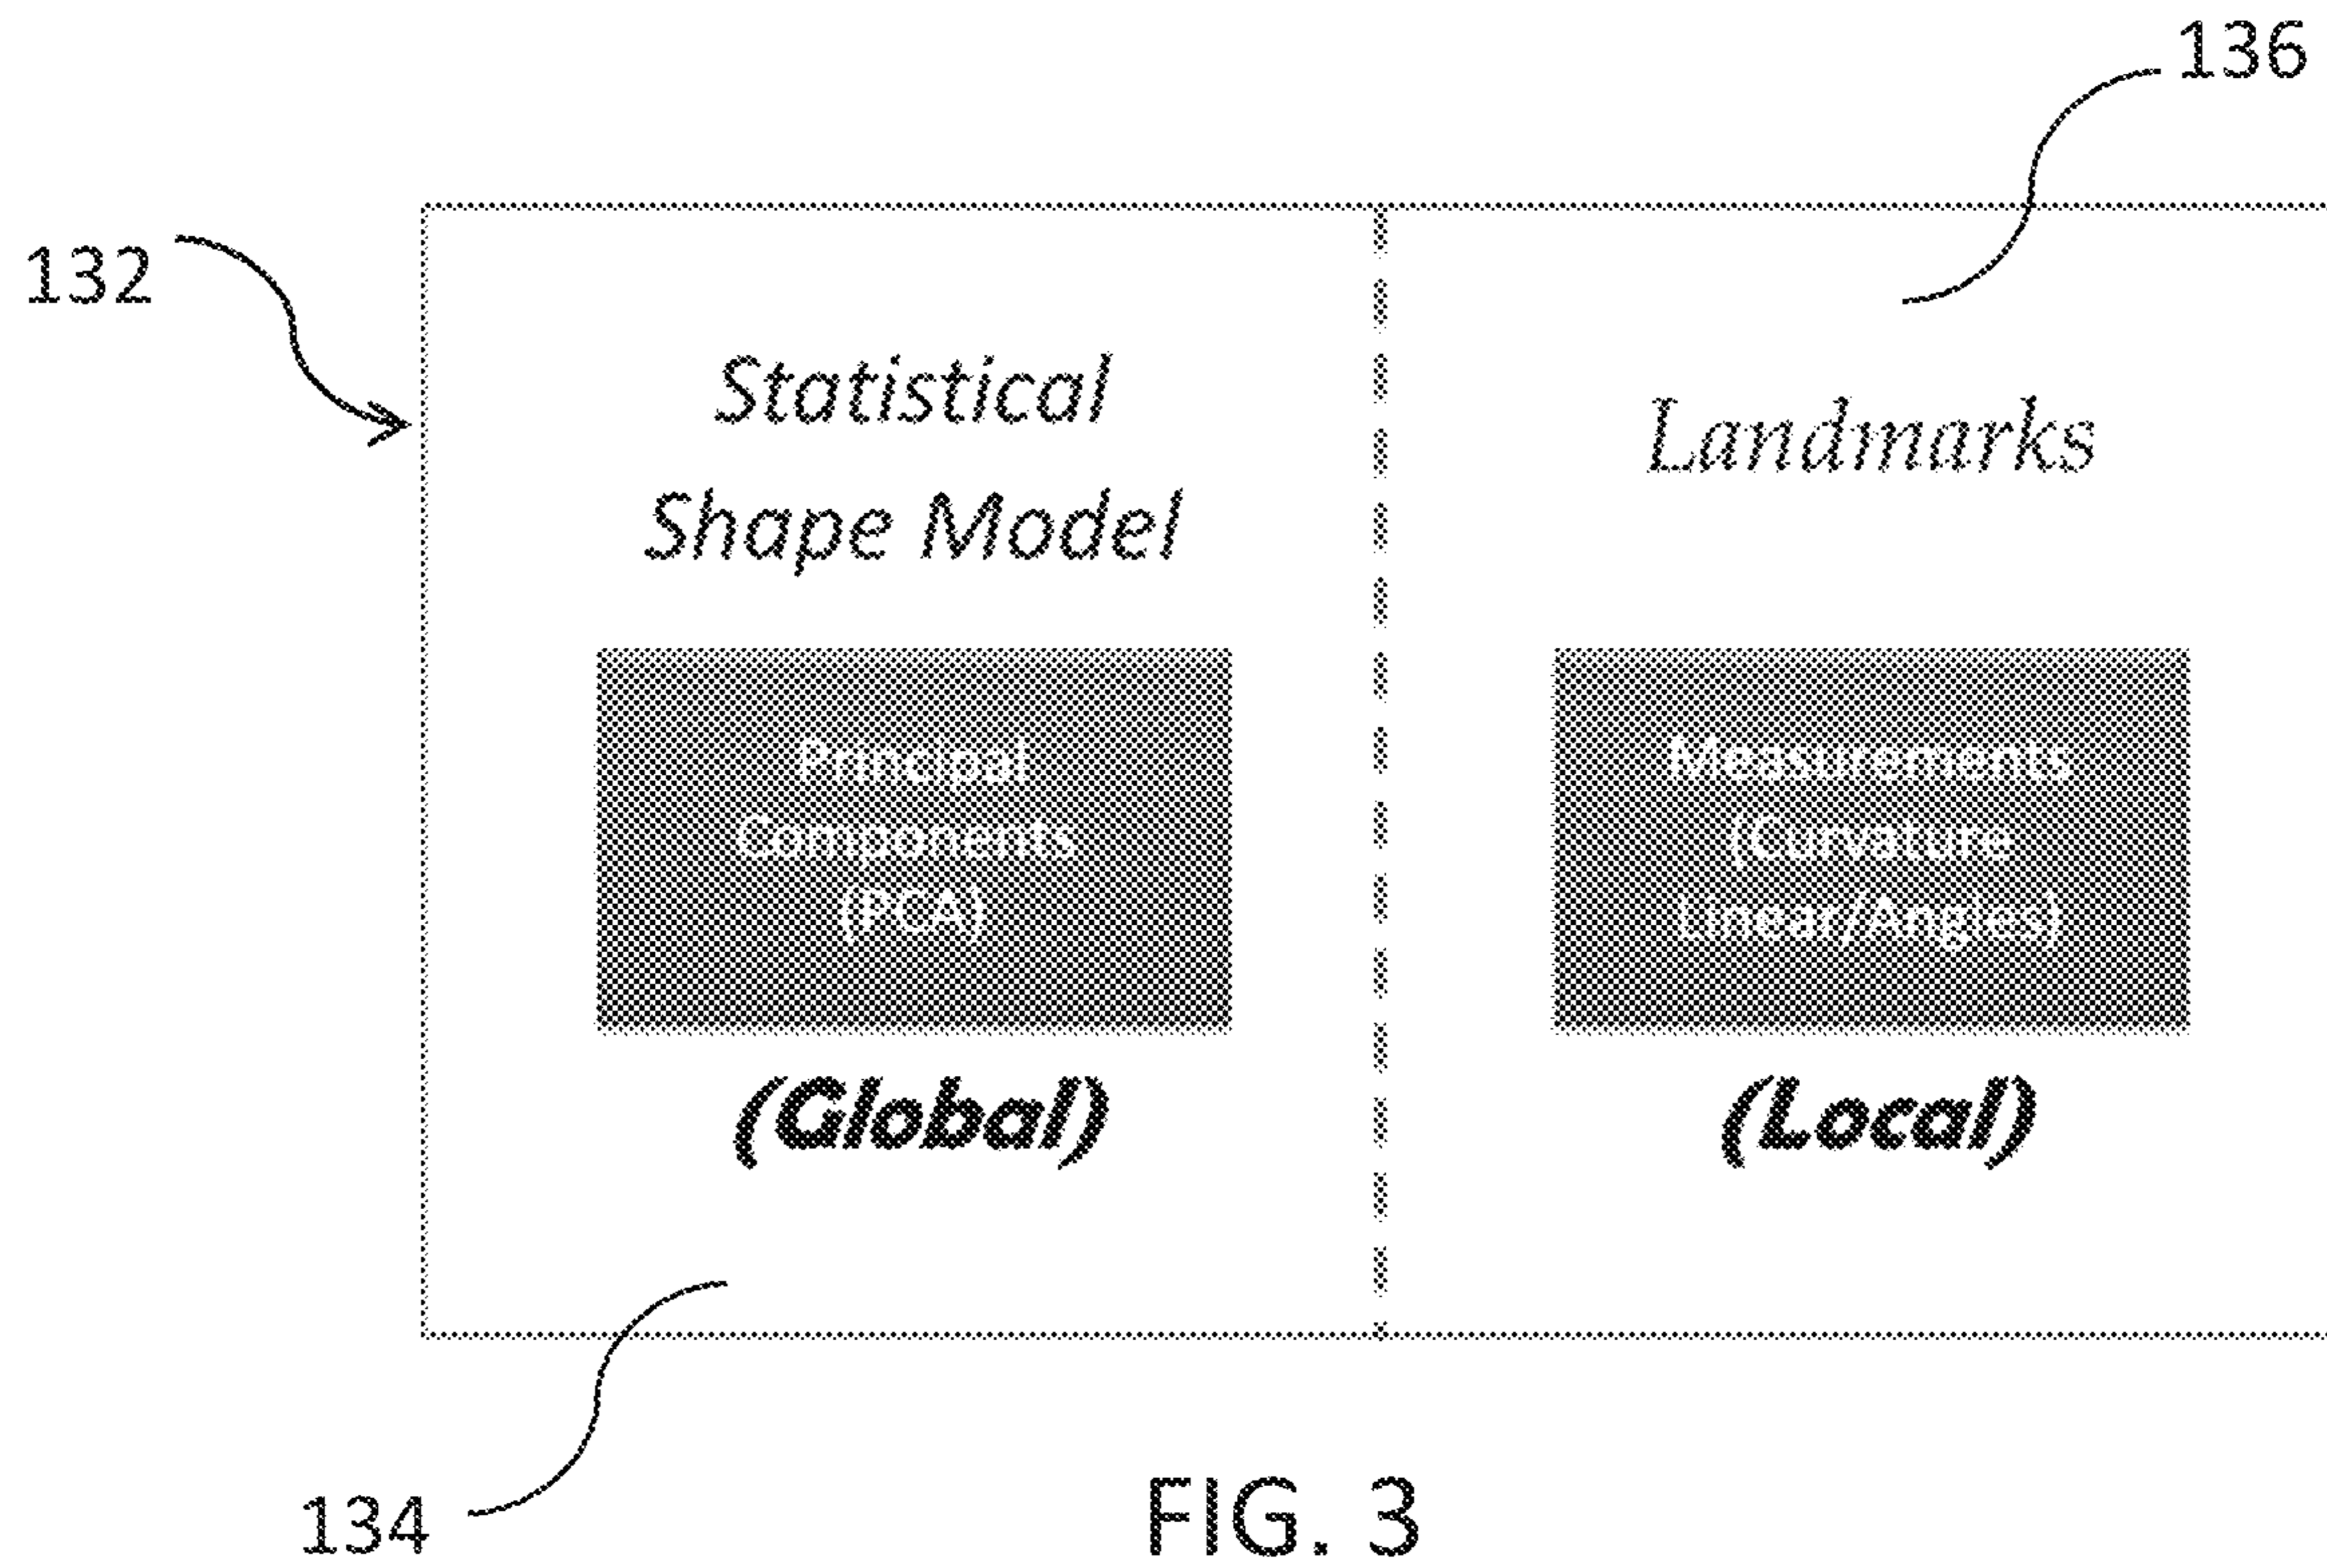 136
132
Statistical
Shape Model
Landmarks
Principal
Components
(PCA)
Measurements
(Curvature
Linear/Angles)
(Global)
(Local)
134
FIG. 3